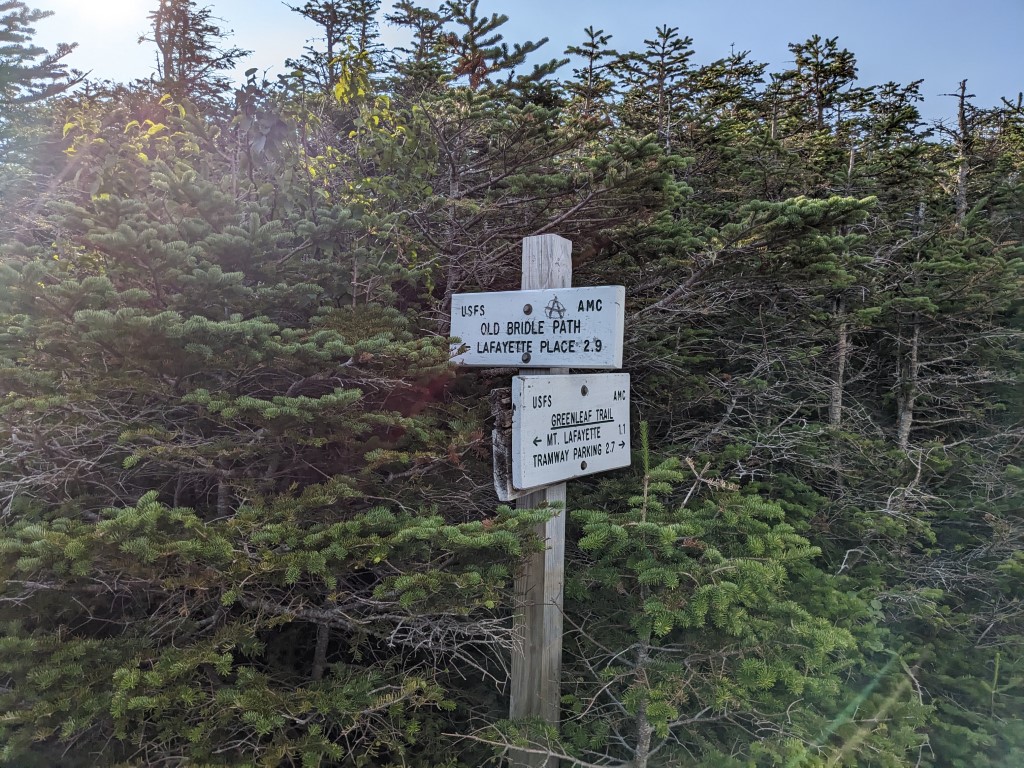 USFS AMC
OLD BRIDLE PATH
LAFAYETTE PLACE 2.9
USFS AMC
GREENLEAF TRAIL
← MT. LAFAYETTE 1.1
TRAMWAY PARKING 2.7 →